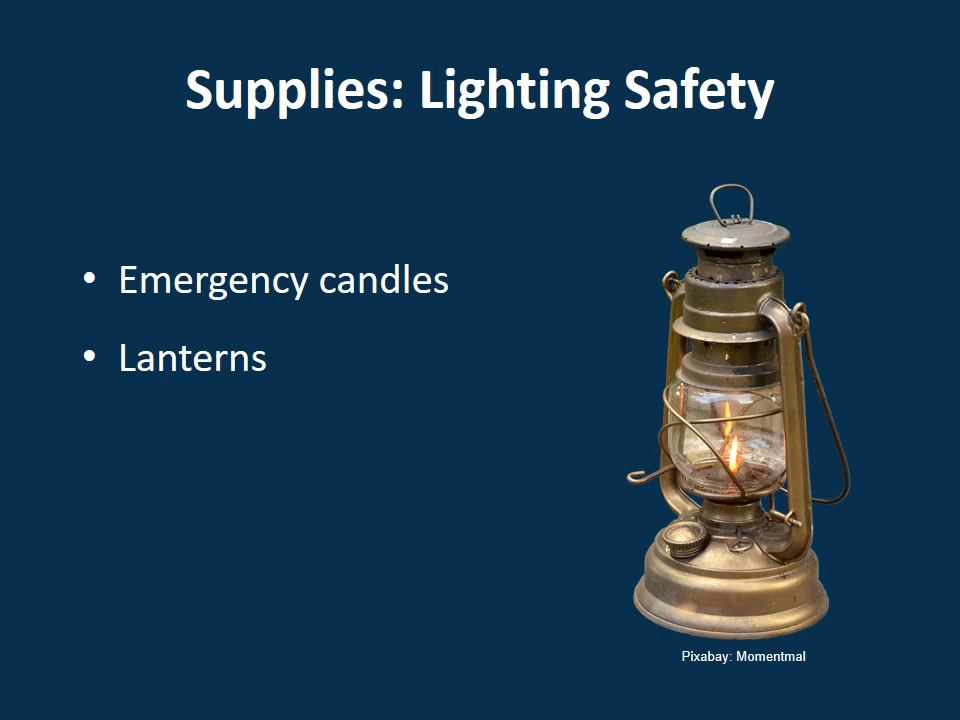 Supplies: Lighting Safety
• Emergency candles
• Lanterns
Pixabay: Momentmal